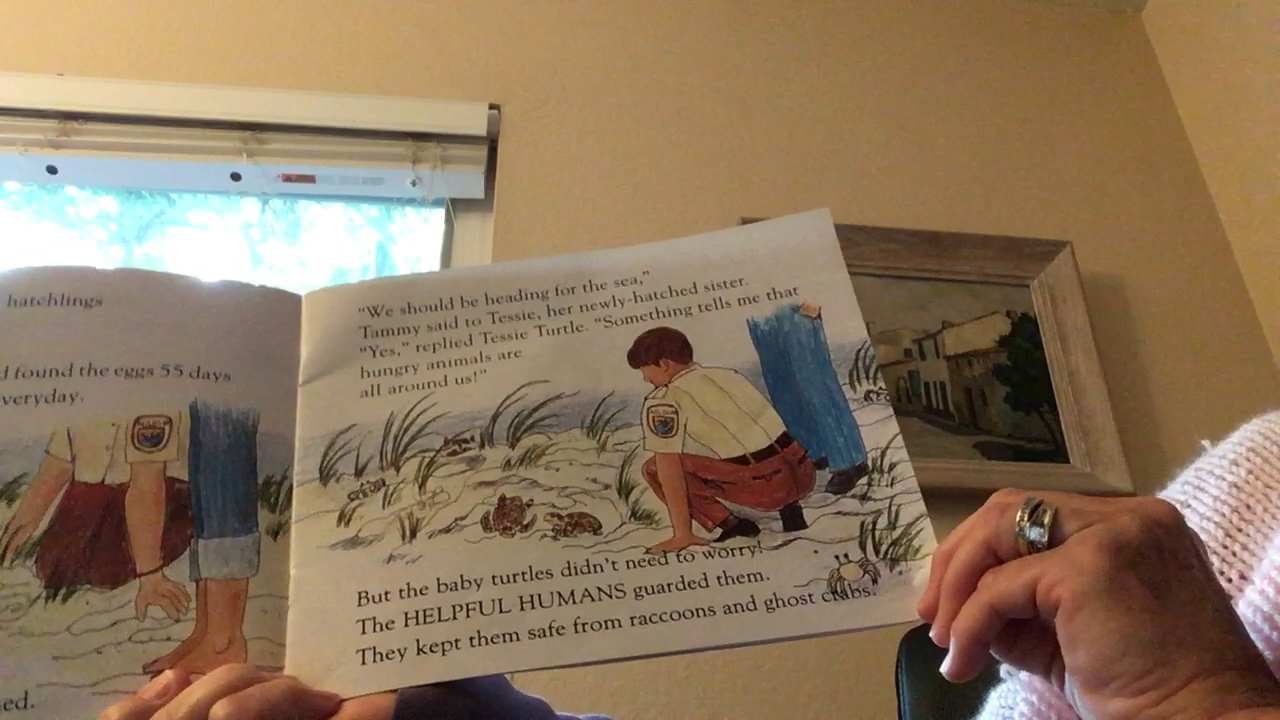 hatchlings
found the eggs 55 days
veryday.
ed.
"We should be heading for the sea,"
Tammy said to Tessie, her newly-hatched sister.
"Yes," replied Tessie Turtle. "Something tells me that
hungry animals are
all around us!"
But the baby turtles didn't need to worry!
The HELPFUL HUMANS guarded them.
They kept them safe from raccoons and ghost crabs.